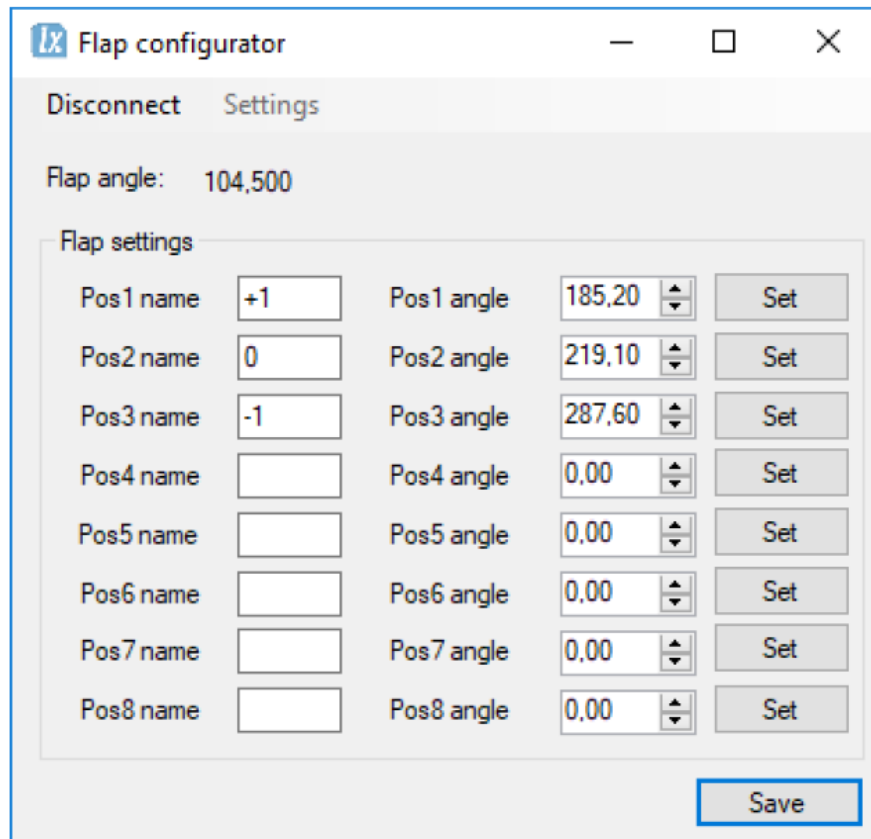 lx Flap configurator
Disconnect Settings
Flap angle: 104,500
Flap settings
Pos1 name +1 Pos1 angle 185,20 Set
Pos2 name 0 Pos2 angle 219,10 Set
Pos3 name -1 Pos3 angle 287,60 Set
Pos4 name Pos4 angle 0,00 Set
Pos5 name Pos5 angle 0,00 Set
Pos6 name Pos6 angle 0,00 Set
Pos7 name Pos7 angle 0,00 Set
Pos8 name Pos8 angle 0,00 Set
Save